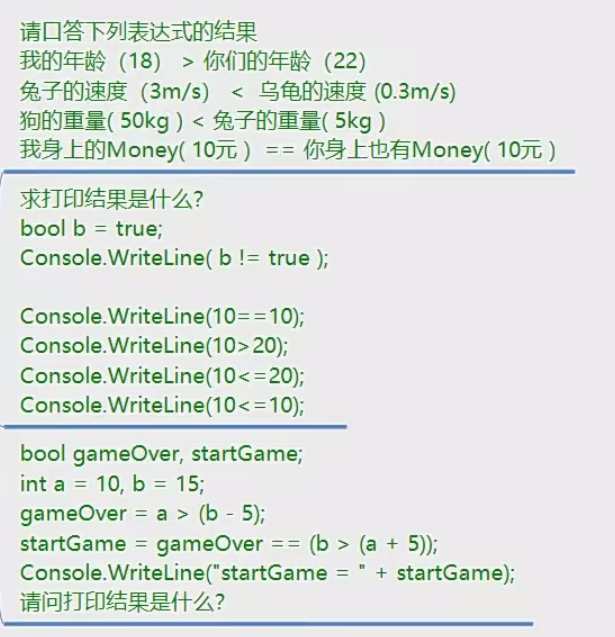 请口答下列表达式的结果
我的年龄（18） > 你们的年龄（22）
兔子的速度（3m/s） < 乌龟的速度 (0.3m/s)
狗的重量( 50kg ) < 兔子的重量( 5kg )
我身上的Money( 10元 ) == 你身上也有Money( 10元 )
求打印结果是什么?
bool b = true;
Console.WriteLine( b != true );
Console.WriteLine(10==10);
Console.WriteLine(10>20);
Console.WriteLine(10<=20);
Console.WriteLine(10<=10);
bool gameOver, startGame;
int a = 10, b = 15;
gameOver = a > (b - 5);
startGame = gameOver == (b > (a + 5));
Console.WriteLine("startGame = " + startGame);
请问打印结果是什么?